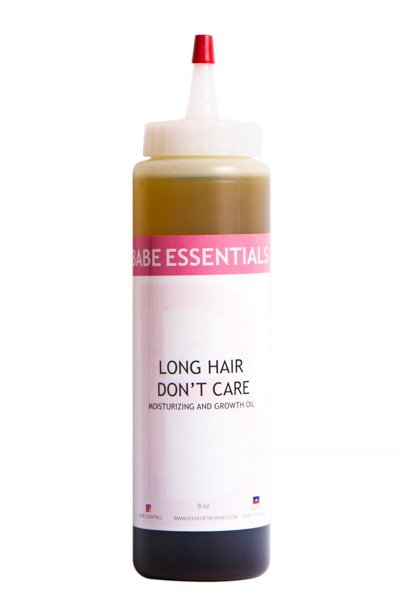 BABE ESSENTIALS
LONG HAIR
DON'T CARE
MOISTURIZING AND GROWTH OIL
8 oz